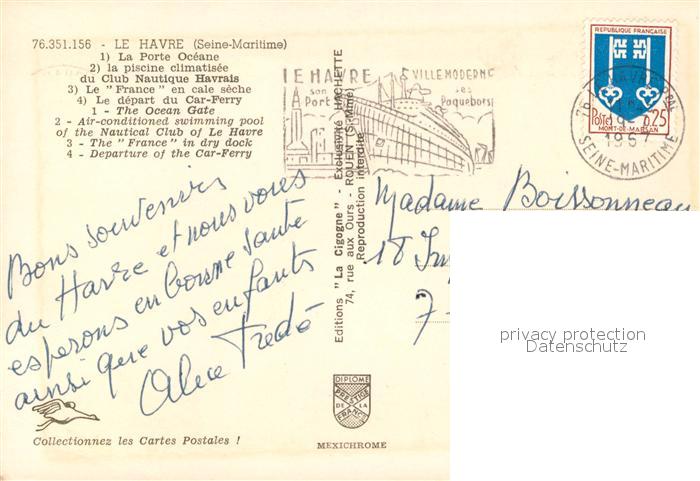 76.351.156 - LE HAVRE (Seine-Maritime)
1) La Porte Océane
2) la piscine climatisée
du Club Nautique Havrais
3) Le "France" en cale sèche
4) Le départ du Car-Ferry
1 - The Ocean Gate
2 - Air-conditioned swimming pool
of the Nautical Club of Le Havre
3 - The "France" in dry dock
4 - Departure of the Car-Ferry
LE HAVRE VILLE MODERNE
son Port ses Paquebots
REPUBLIQUE FRANÇAISE
Postes 0,25
MONT-DE-MARSAN
1967
SEINE-MARITIME
Bons souvenirs
du Havre et nous vous
esperons en bonne santé
ainsi que vos enfants
Madame Boissonneau
18
7
Editions "La Cigogne" - Exclusivité HACHETTE
74, rue aux Ours - ROUEN (S.-Mme)
Reproduction interdite
privacy protection
Datenschutz
DIPLOME
PRESTIGE
DE LA
FRANCE
Collectionnez les Cartes Postales !
MEXICHROME